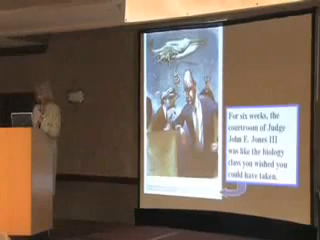 For six weeks, the
courtroom of Judge
John E. Jones III
was like the biology
class you wished you
could have taken.